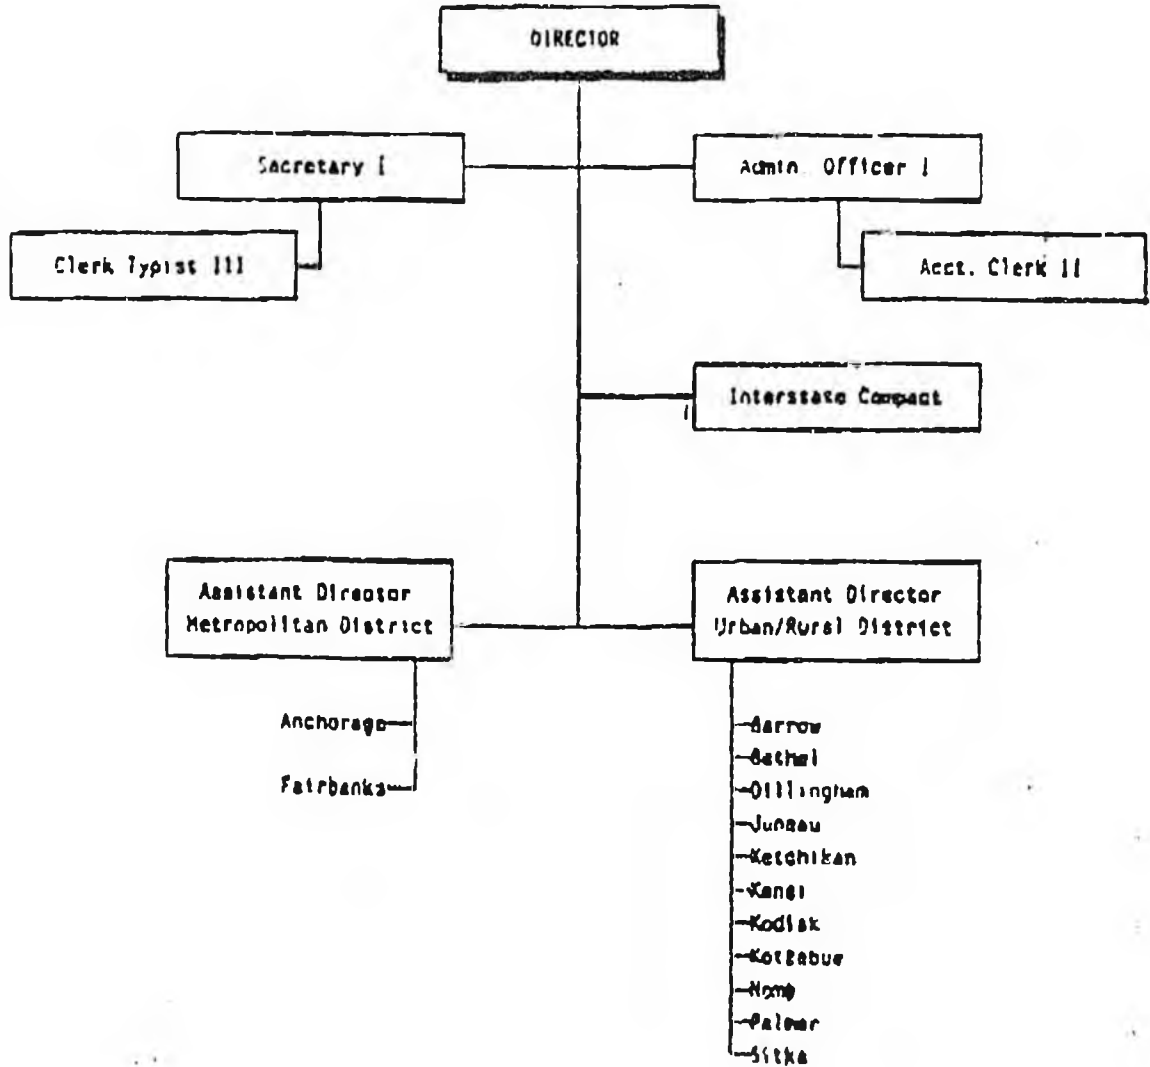 DIRECTOR
Secretary I
Admin. Officer I
Clerk Typist III
Acct. Clerk II
Interstate Compact
Assistant Director
Metropolitan District
Assistant Director
Urban/Rural District
Anchorage
Fairbanks
Barrow
Bethel
Dillingham
Juneau
Ketchikan
Kenai
Kodiak
Kotzebue
Nome
Palmer
Sitka